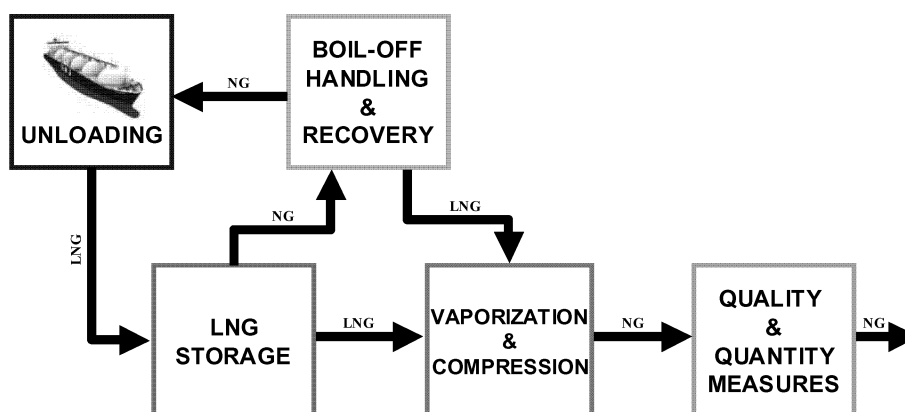 BOIL-OFF
HANDLING
&
RECOVERY
NG
UNLOADING
LNG
NG
LNG
LNG
STORAGE
LNG
VAPORIZATION
&
COMPRESSION
NG
QUALITY
&
QUANTITY
MEASURES
NG